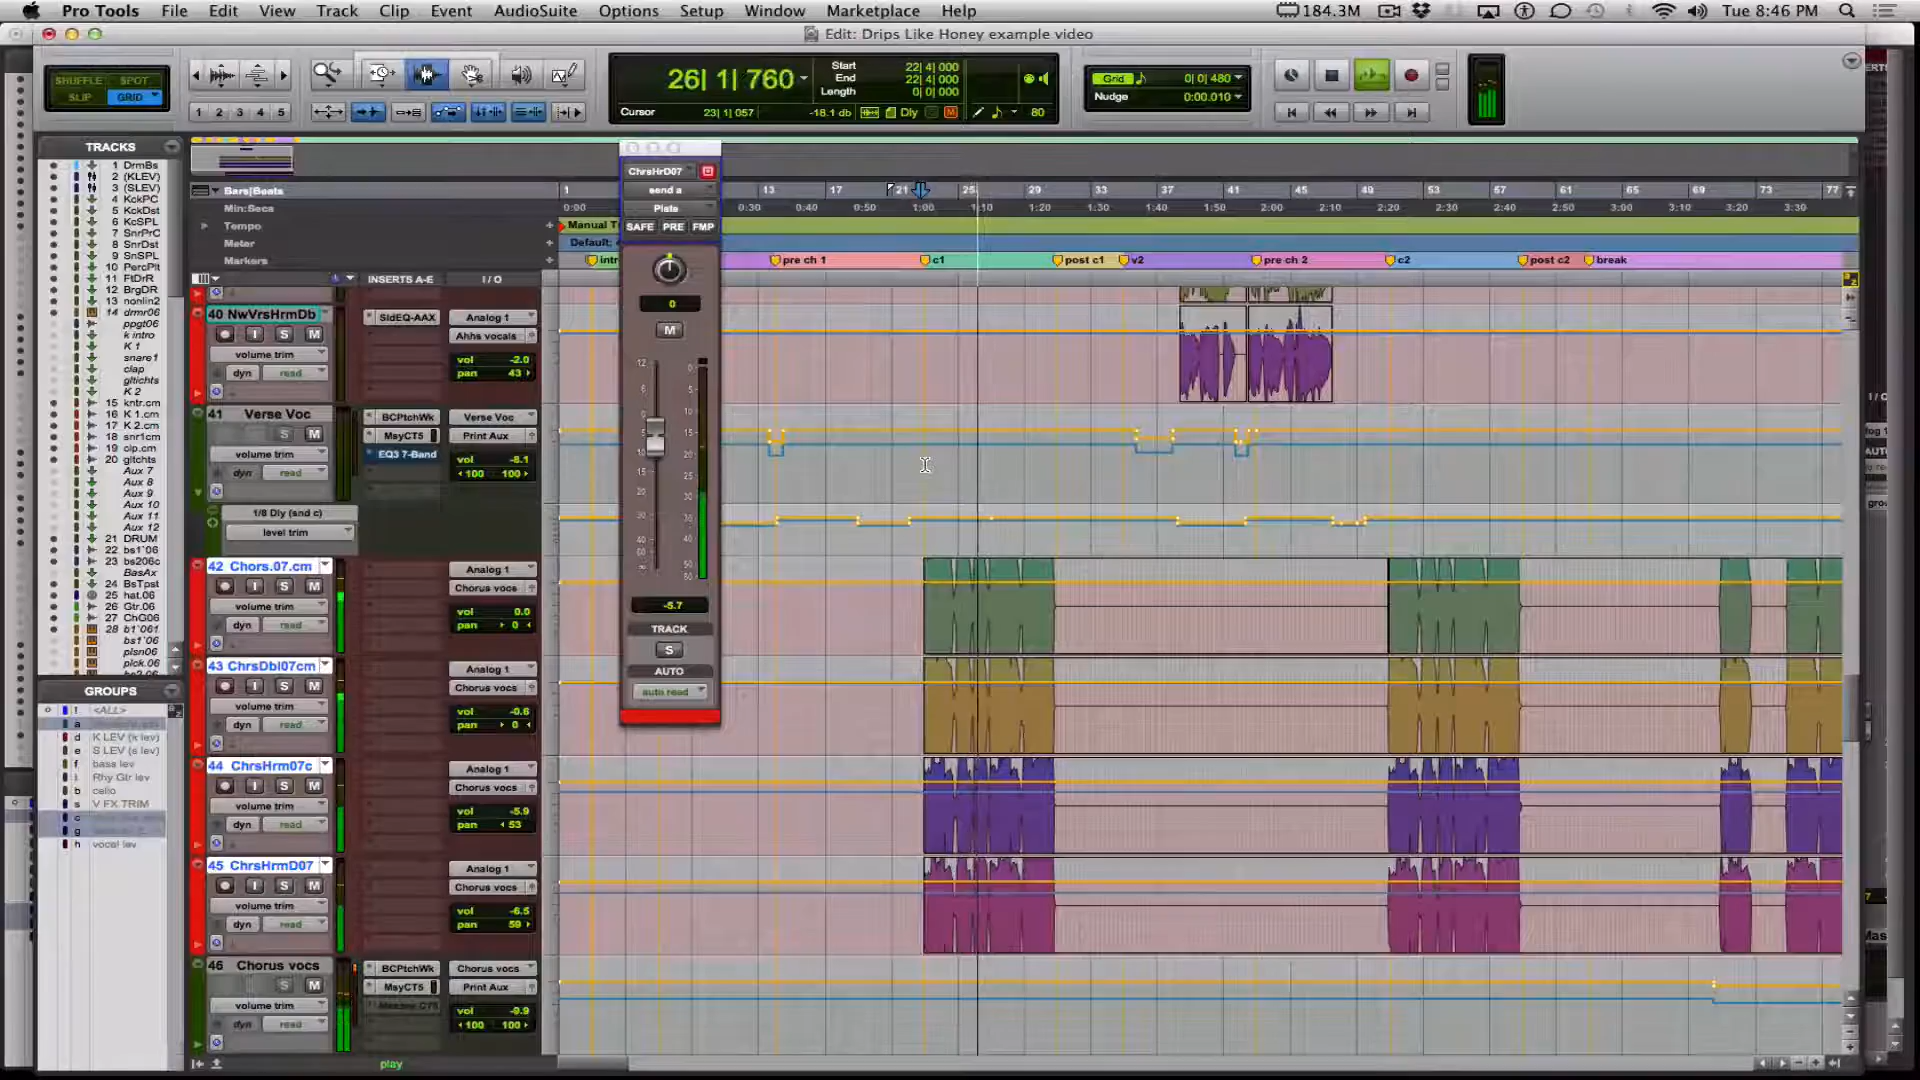 Pro Tools File Edit View Track Clip Event AudioSuite Options Setup Window Marketplace Help 184.3M Tue 8:46 PM
Edit: Drips Like Honey example video
SHUFFLE SPOT
SLIP GRID
1 2 3 4 5
26| 1| 760
Start 22| 4| 000
End 22| 4| 000
Length 0| 0| 000
Cursor 23| 1| 057 -18.1 db Dly 80
Grid 0| 0| 480
Nudge 0:00.010
TRACKS
1 DrmBs
2 (KLEV)
3 (SLEV)
4 KckPC
5 KckDst
6 KcSPL
7 SnrPrC
8 SnrDst
9 SnSPL
10 PercPlt
11 FtDrR
12 BrgDR
13 nonlin2
14 drmr06
ppgt06
k intro
K 1
snare1
clap
gltichts
K 2
15 kntr.cm
16 K 1.cm
17 K 2.cm
18 snr1cm
19 clp.cm
20 gltchts
Aux 7
Aux 8
Aux 9
Aux 10
Aux 11
Aux 12
21 DRUM
22 bs1`06
23 bs206c
BasAx
24 BsTpst
25 hat.06
26 Gtr.06
27 ChG06
28 b1`061
bs1`06
plsn06
pick.06
GROUPS
! <ALL>
a
d K LEV (k lev)
e S LEV (s lev)
f bass lev
l Rhy Gtr lev
b cello
s V FX TRIM
c
g
h vocal lev
Bars|Beats 1 13 17 21 25 29 33 37 41 45 49 53 57 61 65 69 73 77
Min:Secs 0:00 0:30 0:40 0:50 1:00 1:10 1:20 1:30 1:40 1:50 2:00 2:10 2:20 2:30 2:40 2:50 3:00 3:10 3:20 3:30
Tempo Manual T
Meter Default:
Markers intr pre ch 1 c1 post c1 v2 pre ch 2 c2 post c2 break
INSERTS A-E I / O
40 NwVrsHrmDb
I S M
volume trim
dyn read
SldEQ-AAX
Analog 1
Ahhs vocals
vol -2.0
pan 43
41 Verse Voc
S M
volume trim
dyn read
BCPtchWk
MsyCT5
EQ3 7-Band
Verse Voc
Print Aux
vol -8.1
100 100
1/8 Dly (snd c)
level trim
42 Chors.07.cm
I S M
volume trim
dyn read
Analog 1
Chorus vocs
vol 0.0
pan 0
43 ChrsDbl07cm
I S M
volume trim
dyn read
Analog 1
Chorus vocs
vol -0.6
pan 0
44 ChrsHrm07c
I S M
volume trim
dyn read
Analog 1
Chorus vocs
vol -5.9
pan 53
45 ChrsHrmD07
I S M
volume trim
dyn read
Analog 1
Chorus vocs
vol -6.5
pan 59
46 Chorus vocs
S M
volume trim
dyn read
BCPtchWk
MsyCT5
Chorus vocs
Print Aux
vol -9.9
100 100
play
ChrsHrD07
send a
Plate
SAFE PRE FMP
0
M
-5.7
TRACK
S
AUTO
auto read